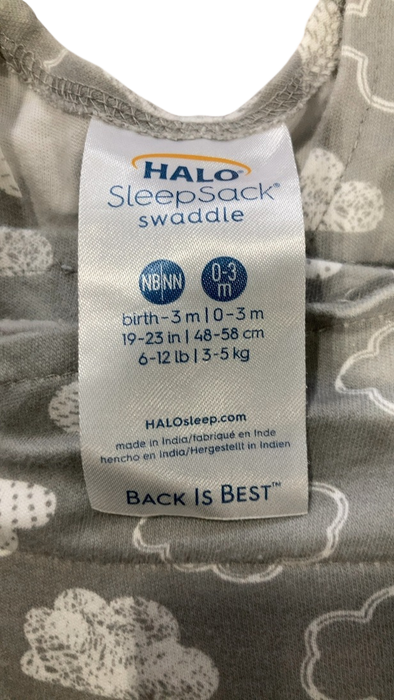 HALO®
SleepSack®
swaddle
NB|NN 0-3 m
birth-3 m | 0-3 m
19-23 in | 48-58 cm
6-12 lb | 3-5 kg
HALOsleep.com
made in India/fabriqué en Inde
hencho en India/Hergestellt in Indien
BACK IS BEST™